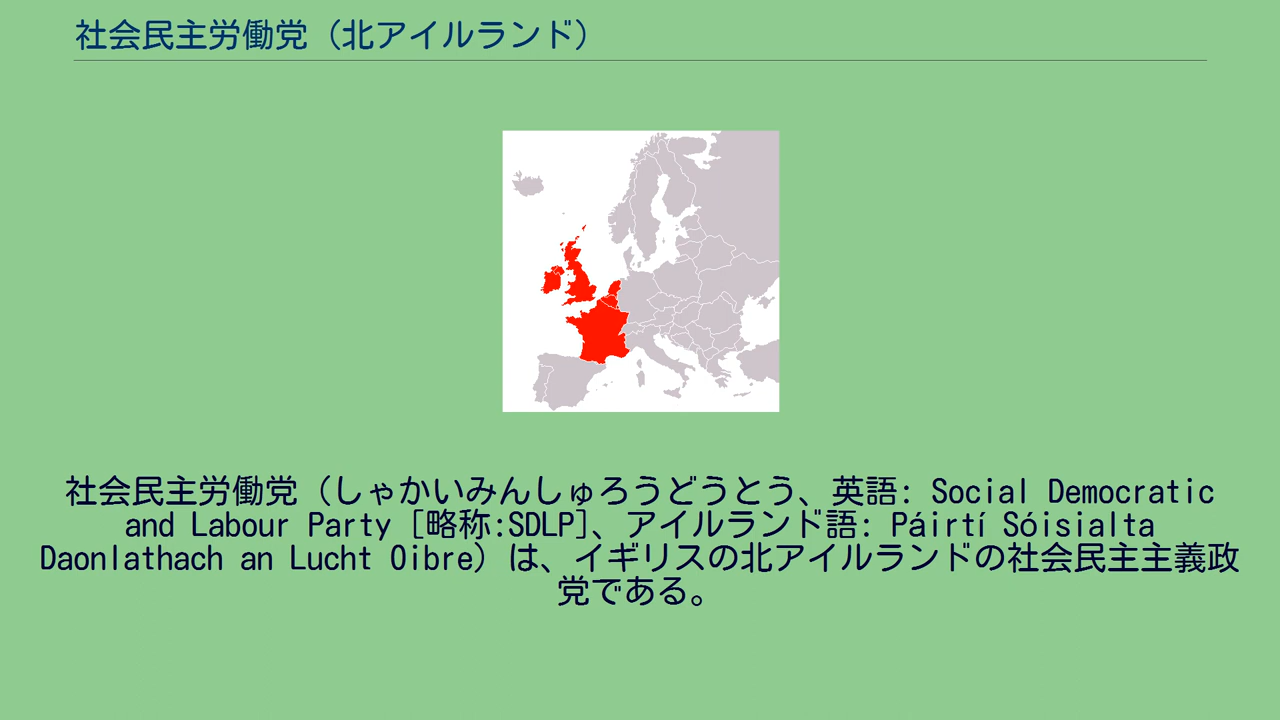 社会民主労働党（北アイルランド）
社会民主労働党（しゃかいみんしゅろうどうとう、英語: Social Democratic
and Labour Party [略称:SDLP]、アイルランド語: Páirtí Sóisialta
Daonlathach an Lucht Oibre）は、イギリスの北アイルランドの社会民主主義政
党である。